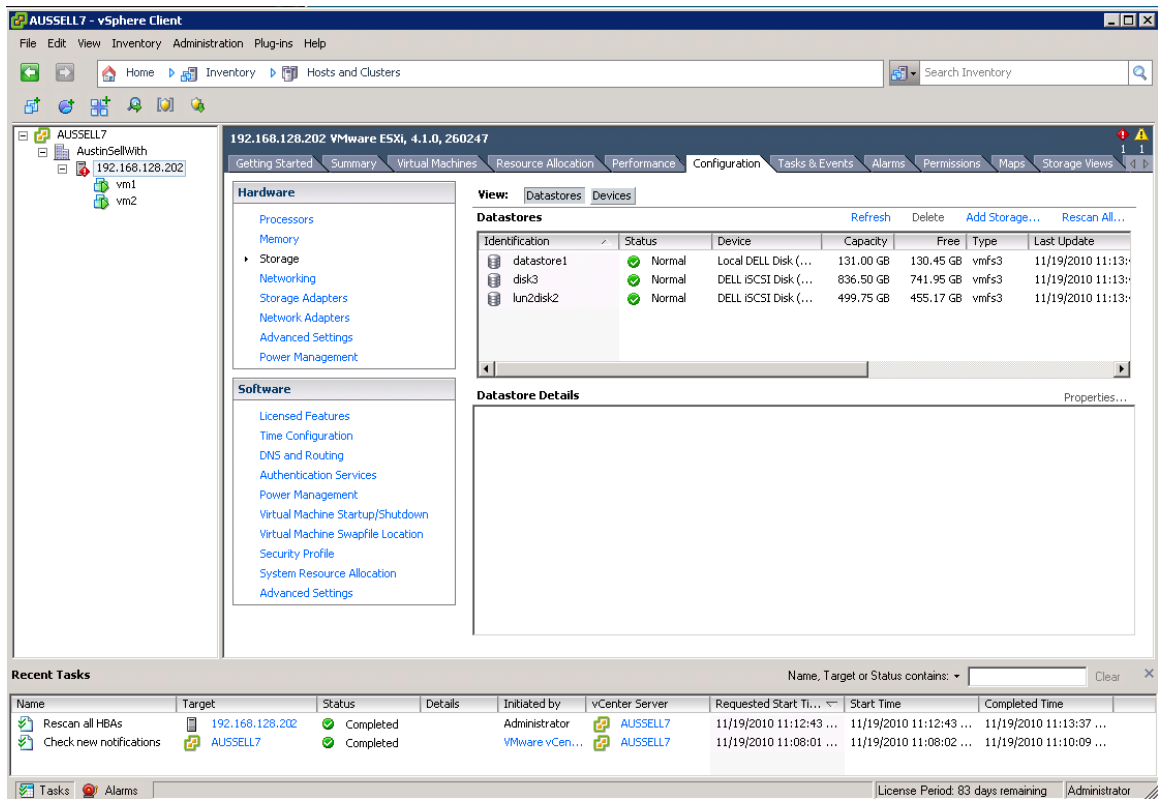 AUSSELL7 - vSphere Client
File Edit View Inventory Administration Plug-ins Help
Home Inventory Hosts and Clusters
Search Inventory
AUSSELL7
AustinSellWith
192.168.128.202
vm1
vm2
192.168.128.202 VMware ESXi, 4.1.0, 260247
1 1
Getting Started Summary Virtual Machines Resource Allocation Performance Configuration Tasks & Events Alarms Permissions Maps Storage Views
Hardware
Processors
Memory
Storage
Networking
Storage Adapters
Network Adapters
Advanced Settings
Power Management
Software
Licensed Features
Time Configuration
DNS and Routing
Authentication Services
Power Management
Virtual Machine Startup/Shutdown
Virtual Machine Swapfile Location
Security Profile
System Resource Allocation
Advanced Settings
View: Datastores Devices
Datastores Refresh Delete Add Storage... Rescan All...
Identification Status Device Capacity Free Type Last Update
datastore1 Normal Local DELL Disk (... 131.00 GB 130.45 GB vmfs3 11/19/2010 11:13:
disk3 Normal DELL iSCSI Disk (... 836.50 GB 741.95 GB vmfs3 11/19/2010 11:13:
lun2disk2 Normal DELL iSCSI Disk (... 499.75 GB 455.17 GB vmfs3 11/19/2010 11:13:
Datastore Details Properties...
Recent Tasks Name, Target or Status contains: Clear
Name Target Status Details Initiated by vCenter Server Requested Start Ti... Start Time Completed Time
Rescan all HBAs 192.168.128.202 Completed Administrator AUSSELL7 11/19/2010 11:12:43 ... 11/19/2010 11:12:43 ... 11/19/2010 11:13:37 ...
Check new notifications AUSSELL7 Completed VMware vCen... AUSSELL7 11/19/2010 11:08:01 ... 11/19/2010 11:08:02 ... 11/19/2010 11:10:09 ...
Tasks Alarms License Period: 83 days remaining Administrator